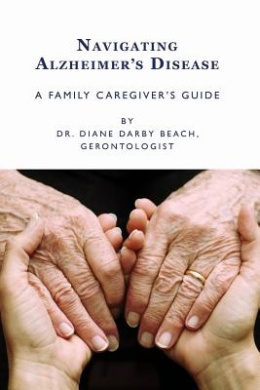 NAVIGATING
ALZHEIMER'S DISEASE
A FAMILY CAREGIVER'S GUIDE
BY
DR. DIANE DARBY BEACH,
GERONTOLOGIST